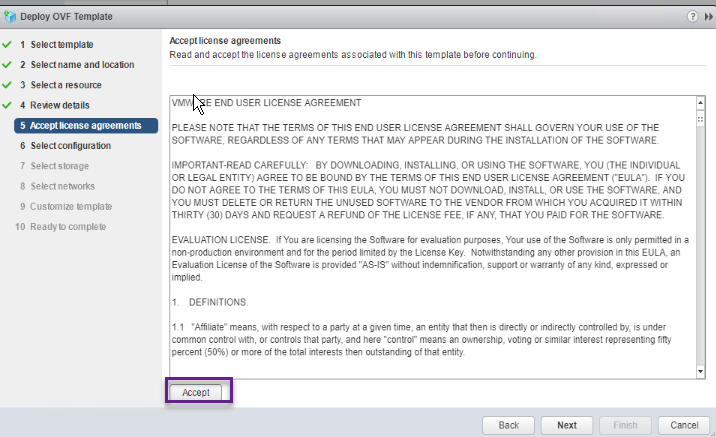 Deploy OVF Template
?
1 Select template
2 Select name and location
3 Select a resource
4 Review details
5 Accept license agreements
6 Select configuration
7 Select storage
8 Select networks
9 Customize template
10 Ready to complete
Accept license agreements
Read and accept the license agreements associated with this template before continuing.
END USER LICENSE AGREEMENT
PLEASE NOTE THAT THE TERMS OF THIS END USER LICENSE AGREEMENT SHALL GOVERN YOUR USE OF THE
SOFTWARE, REGARDLESS OF ANY TERMS THAT MAY APPEAR DURING THE INSTALLATION OF THE SOFTWARE.
IMPORTANT-READ CAREFULLY: BY DOWNLOADING, INSTALLING, OR USING THE SOFTWARE, YOU (THE INDIVIDUAL
OR LEGAL ENTITY) AGREE TO BE BOUND BY THE TERMS OF THIS END USER LICENSE AGREEMENT ("EULA"). IF YOU
DO NOT AGREE TO THE TERMS OF THIS EULA, YOU MUST NOT DOWNLOAD, INSTALL, OR USE THE SOFTWARE, AND
YOU MUST DELETE OR RETURN THE UNUSED SOFTWARE TO THE VENDOR FROM WHICH YOU ACQUIRED IT WITHIN
THIRTY (30) DAYS AND REQUEST A REFUND OF THE LICENSE FEE, IF ANY, THAT YOU PAID FOR THE SOFTWARE.
EVALUATION LICENSE. If You are licensing the Software for evaluation purposes, Your use of the Software is only permitted in a
non-production environment and for the period limited by the License Key. Notwithstanding any other provision in this EULA, an
Evaluation License of the Software is provided "AS-IS" without indemnification, support or warranty of any kind, expressed or
implied.
1. DEFINITIONS.
1.1 "Affiliate" means, with respect to a party at a given time, an entity that then is directly or indirectly controlled by, is under
common control with, or controls that party, and here "control" means an ownership, voting or similar interest representing fifty
percent (50%) or more of the total interests then outstanding of that entity.
Accept
Back Next Finish Cancel